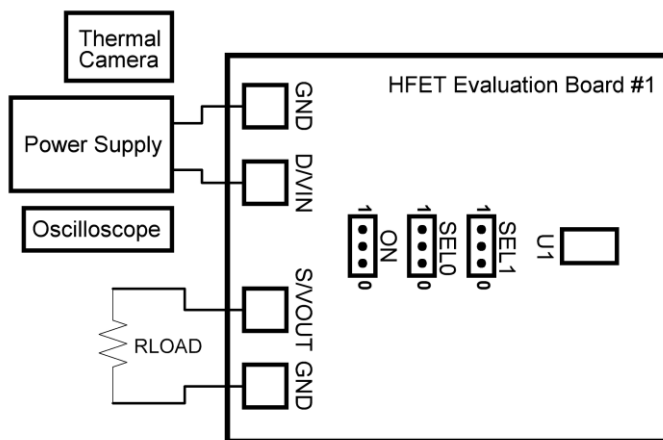 Thermal
Camera
Power Supply
Oscilloscope
RLOAD
HFET Evaluation Board #1
GND
D/VIN
S/VOUT
GND
1
ON
0
1
SEL0
0
1
SEL1
0
U1